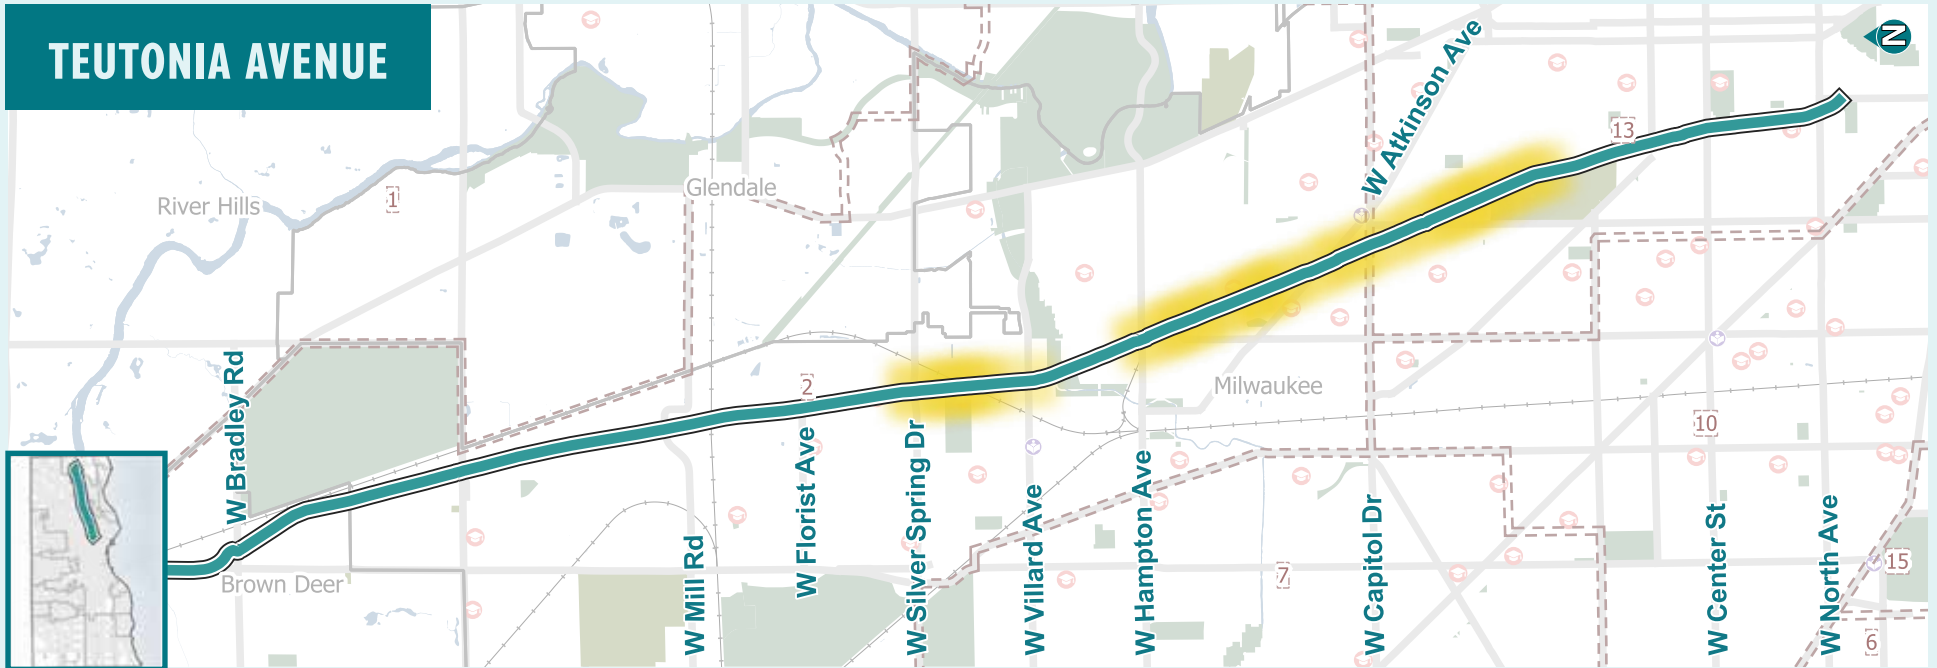 TEUTONIA AVENUE
N
W Atkinson Ave
13
Glendale
River Hills
1
W Bradley Rd
2
Milwaukee
10
W Florist Ave
W Silver Spring Dr
W Villard Ave
W Hampton Ave
W Capitol Dr
W Center St
W North Ave
W Mill Rd
Brown Deer
7
15
6